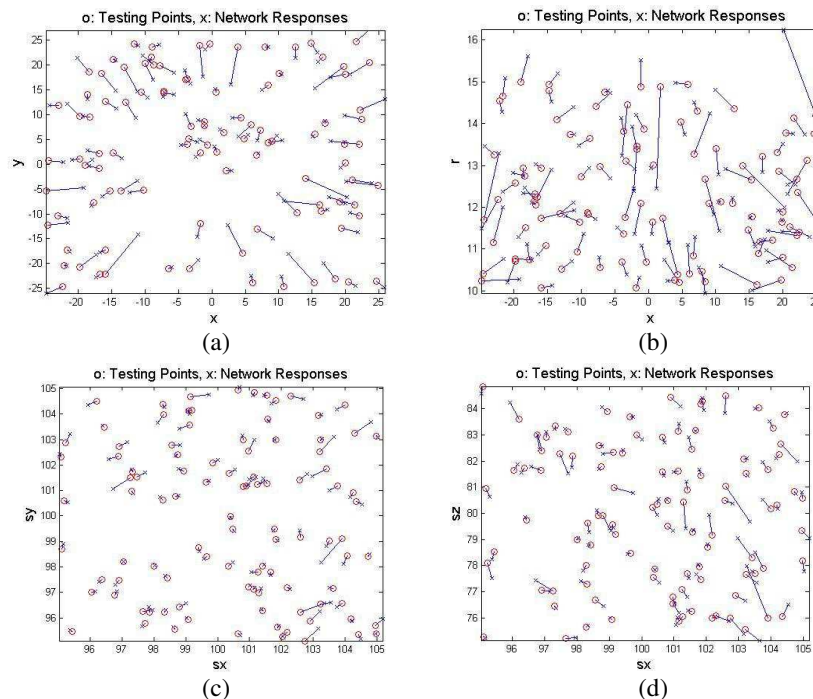 o: Testing Points, x: Network Responses
25
20
15
10
5
0
-5
-10
-15
-20
-25
y
-20 -15 -10 -5 0 5 10 15 20 25
x
(a)
o: Testing Points, x: Network Responses
16
15
14
13
12
11
10
r
-20 -15 -10 -5 0 5 10 15 20
x
(b)
o: Testing Points, x: Network Responses
105
104
103
102
101
100
99
98
97
96
sy
96 97 98 99 100 101 102 103 104 105
sx
(c)
o: Testing Points, x: Network Responses
84
82
80
78
76
sz
96 97 98 99 100 101 102 103 104 105
sx
(d)